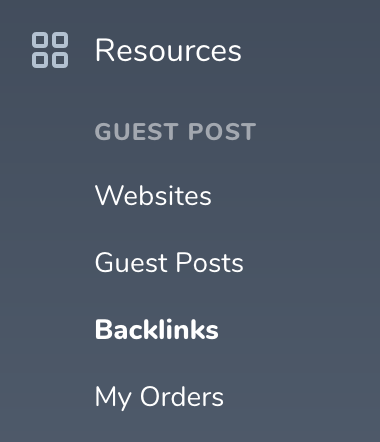 Resources
GUEST POST
Websites
Guest Posts
Backlinks
My Orders